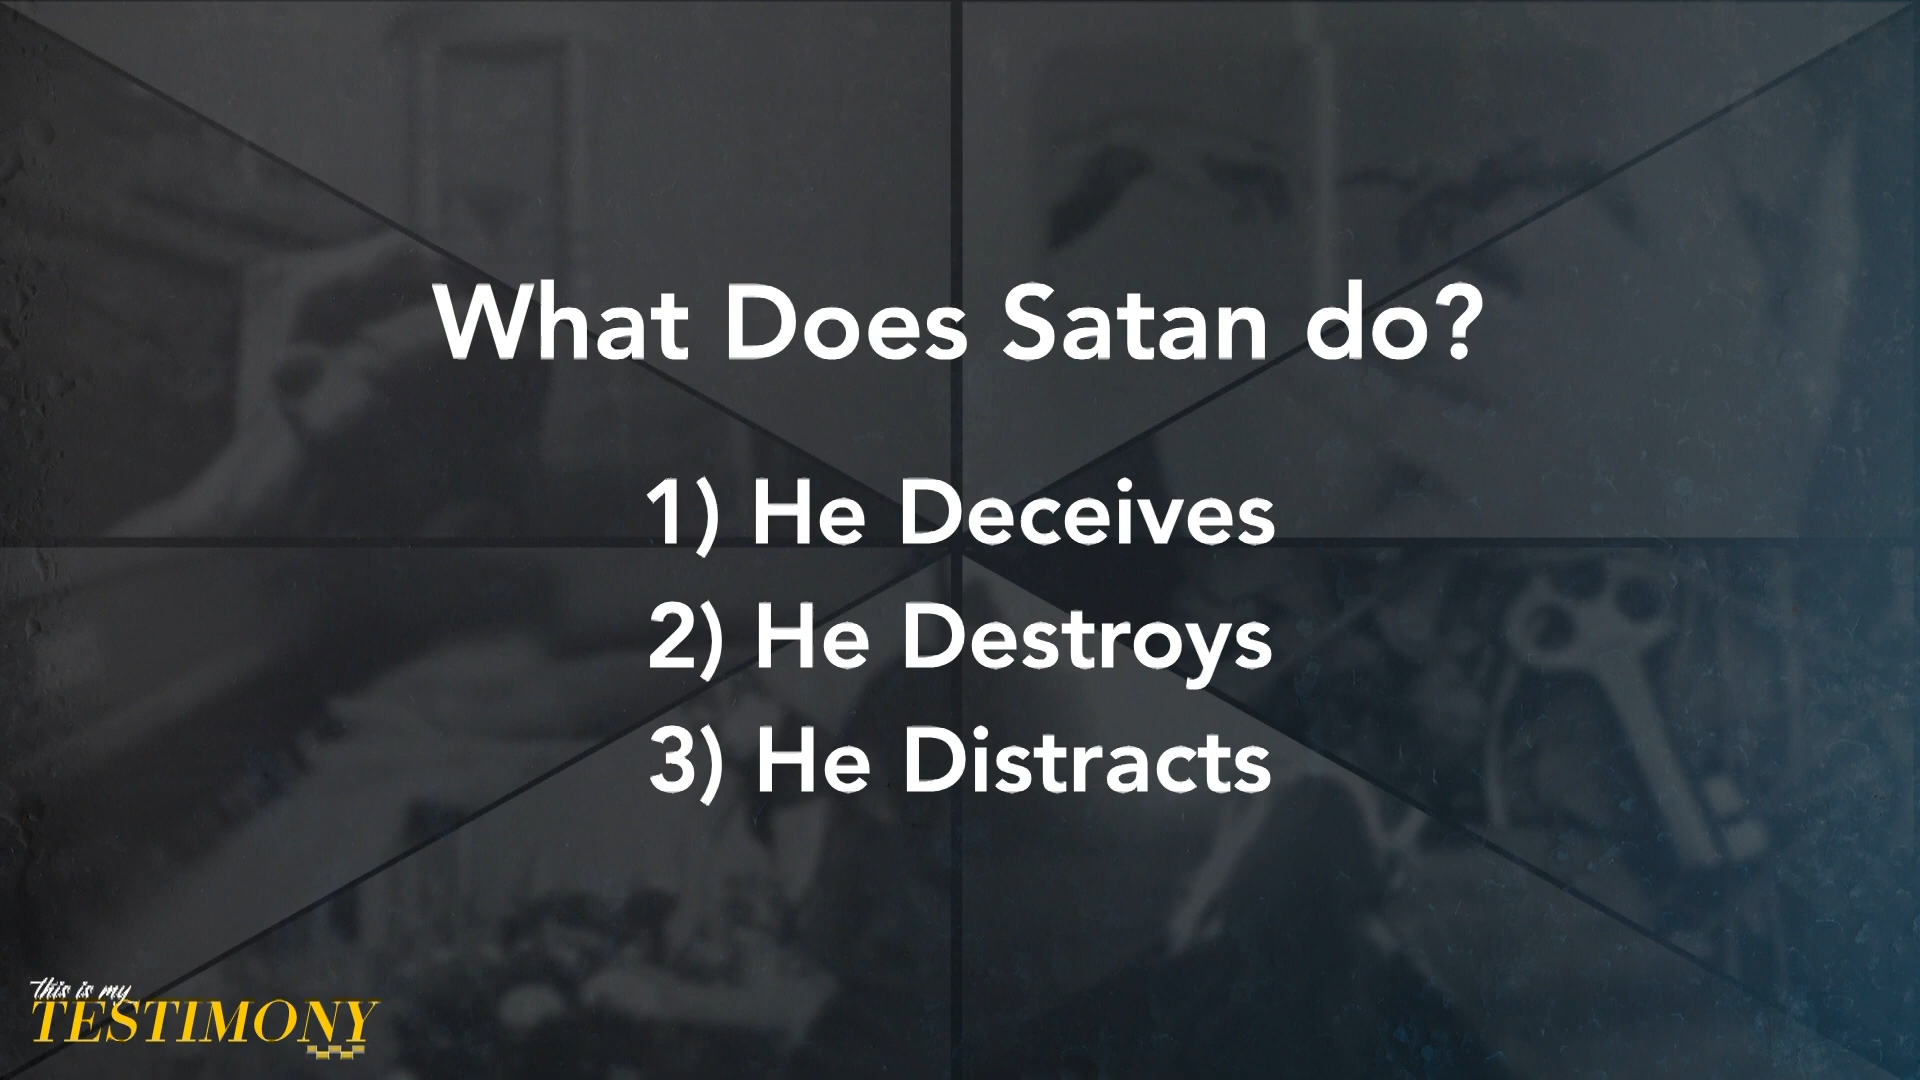 What Does Satan do?
1) He Deceives
2) He Destroys
3) He Distracts
this is my
TESTIMONY